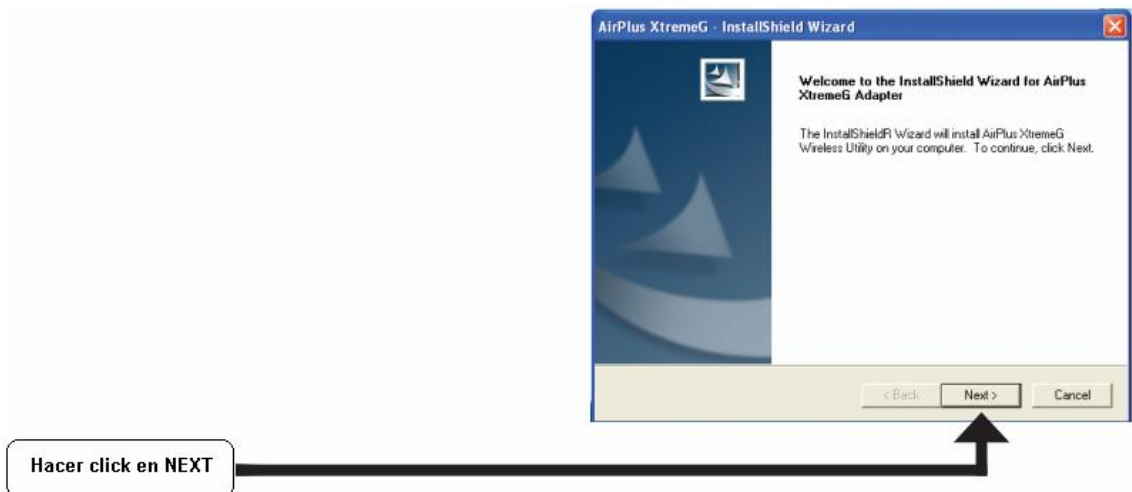 AirPlus XtremeG - InstallShield Wizard
Welcome to the InstallShield Wizard for AirPlus
XtremeG Adapter
The InstallShieldR Wizard will install AirPlus XtremeG
Wireless Utility on your computer. To continue, click Next.
< Back
Next >
Cancel
Hacer click en NEXT